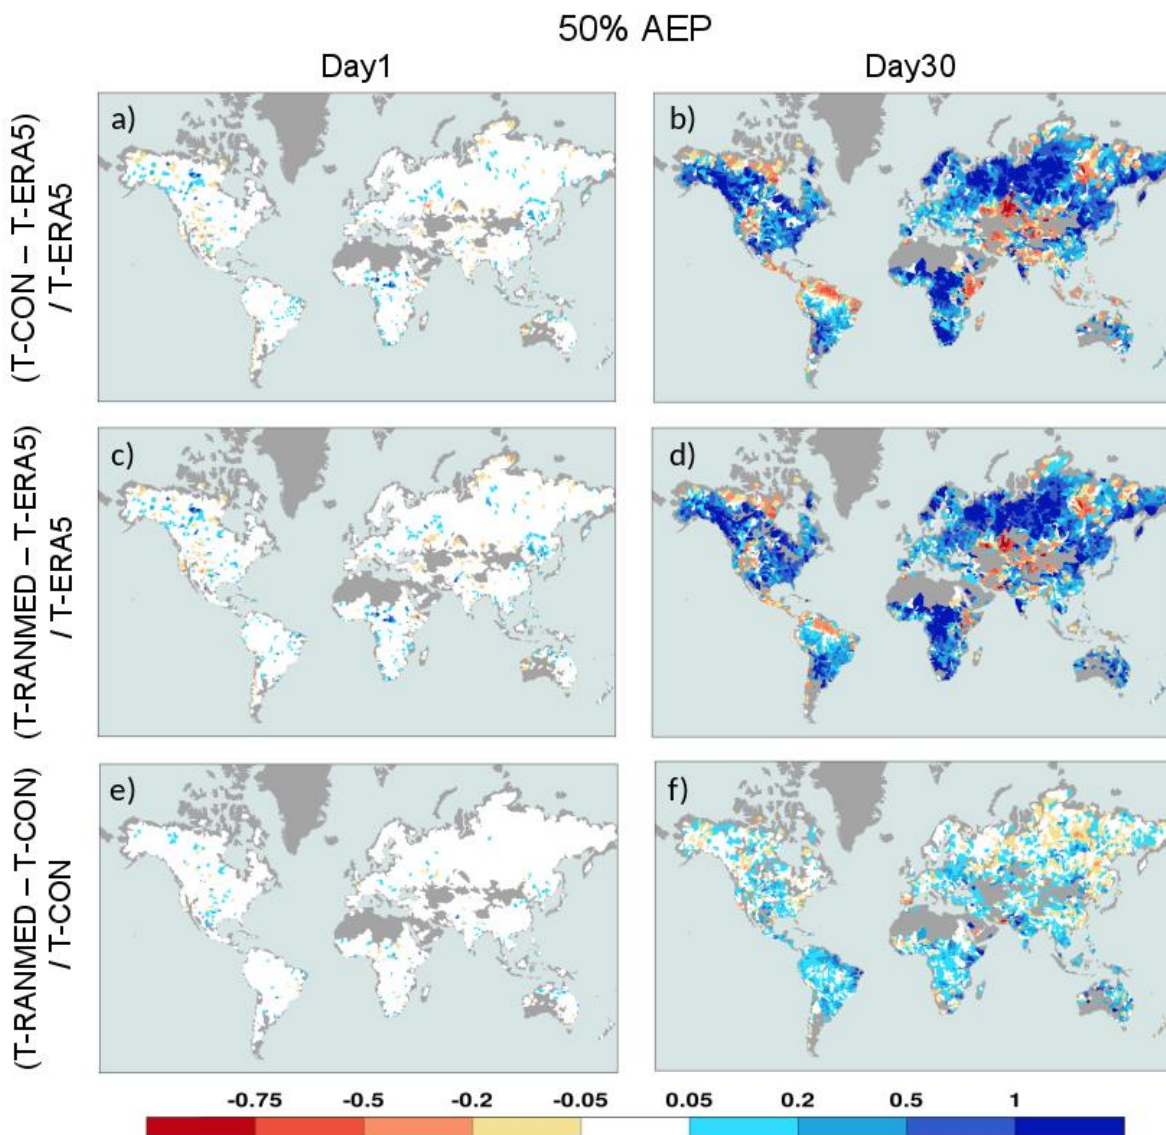 50% AEP
Day1 Day30
(T-CON – T-ERA5)
/ T-ERA5
a) b)
(T-RANMED – T-ERA5)
/ T-ERA5
c) d)
(T-RANMED – T-CON)
/ T-CON
e) f)
-0.75 -0.5 -0.2 -0.05 0.05 0.2 0.5 1